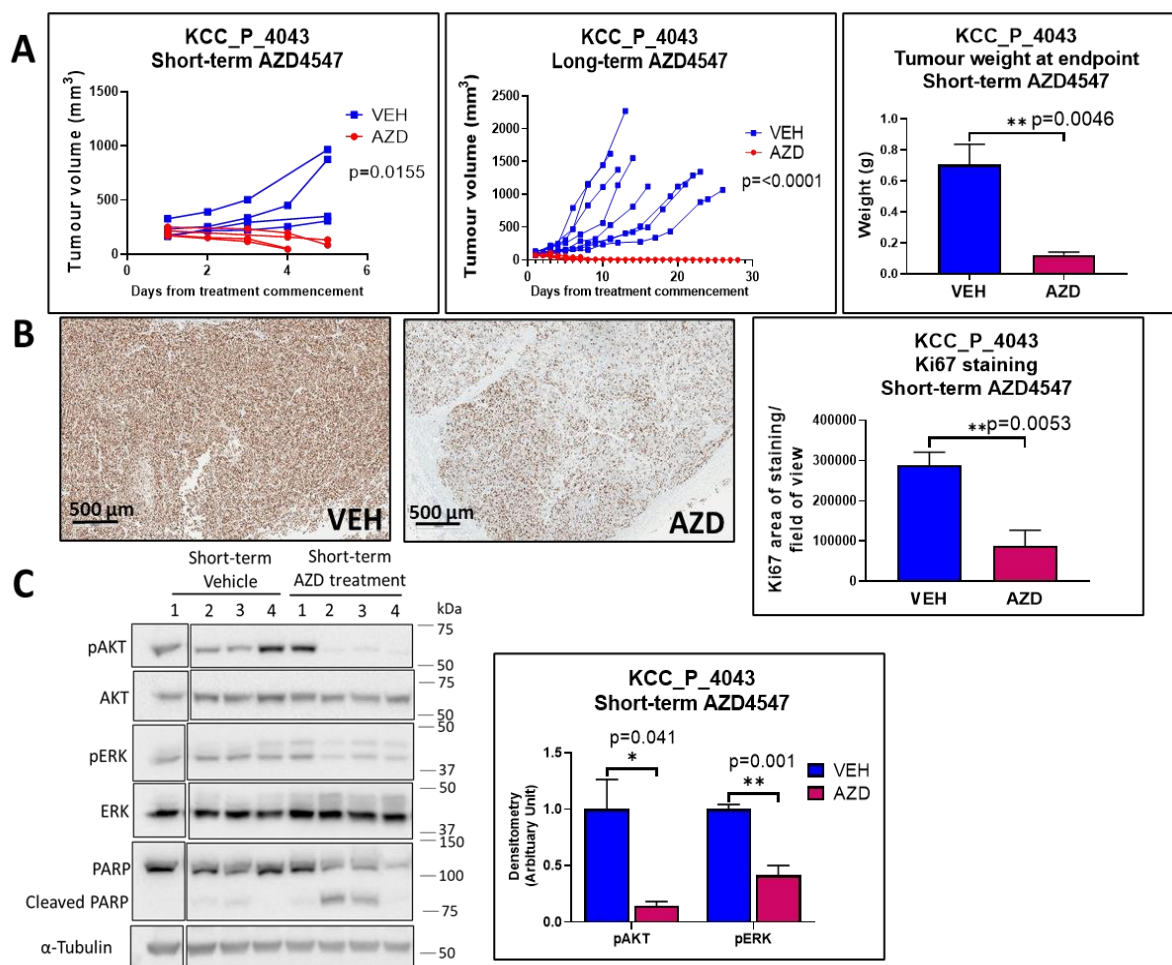 A
KCC_P_4043
Short-term AZD4547
Tumour volume (mm³)
1500
1000
500
0
0
2
4
6
Days from treatment commencement
VEH
AZD
p=0.0155
KCC_P_4043
Long-term AZD4547
Tumour volume (mm³)
2500
2000
1500
1000
500
0
0
10
20
30
Days from treatment commencement
VEH
AZD
p=<0.0001
KCC_P_4043
Tumour weight at endpoint
Short-term AZD4547
Weight (g)
1.0
0.8
0.6
0.4
0.2
0.0
** p=0.0046
VEH
AZD
B
500 µm
VEH
500 µm
AZD
KCC_P_4043
Ki67 staining
Short-term AZD4547
Ki67 area of staining/
field of view
400000
300000
200000
100000
0
**p=0.0053
VEH
AZD
C
Short-term
Vehicle
Short-term
AZD treatment
1 2 3 4 1 2 3 4
kDa
pAKT
75
50
AKT
75
50
pERK
50
37
ERK
50
37
PARP
150
100
Cleaved PARP
75
α-Tubulin
50
KCC_P_4043
Short-term AZD4547
Densitometry
(Arbituary Unit)
1.5
1.0
0.5
0.0
p=0.041
*
p=0.001
**
VEH
AZD
pAKT
pERK